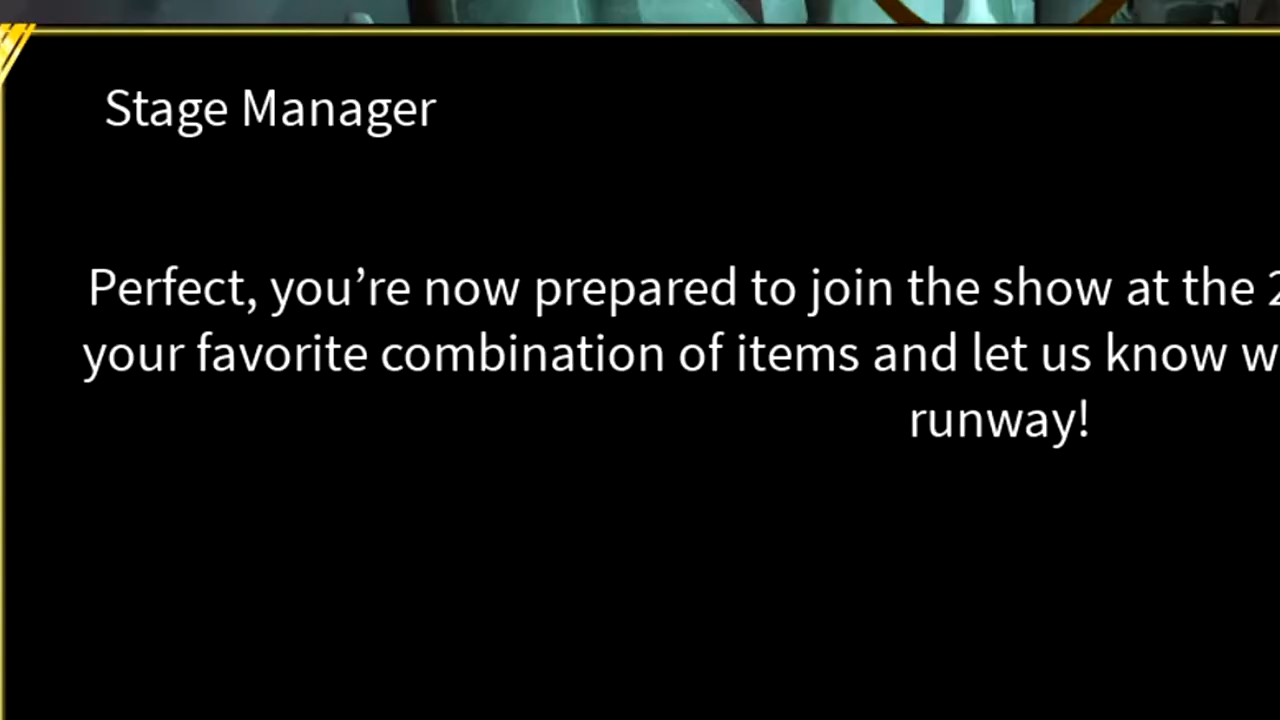 Stage Manager
Perfect, you’re now prepared to join the show at the
your favorite combination of items and let us know
runway!